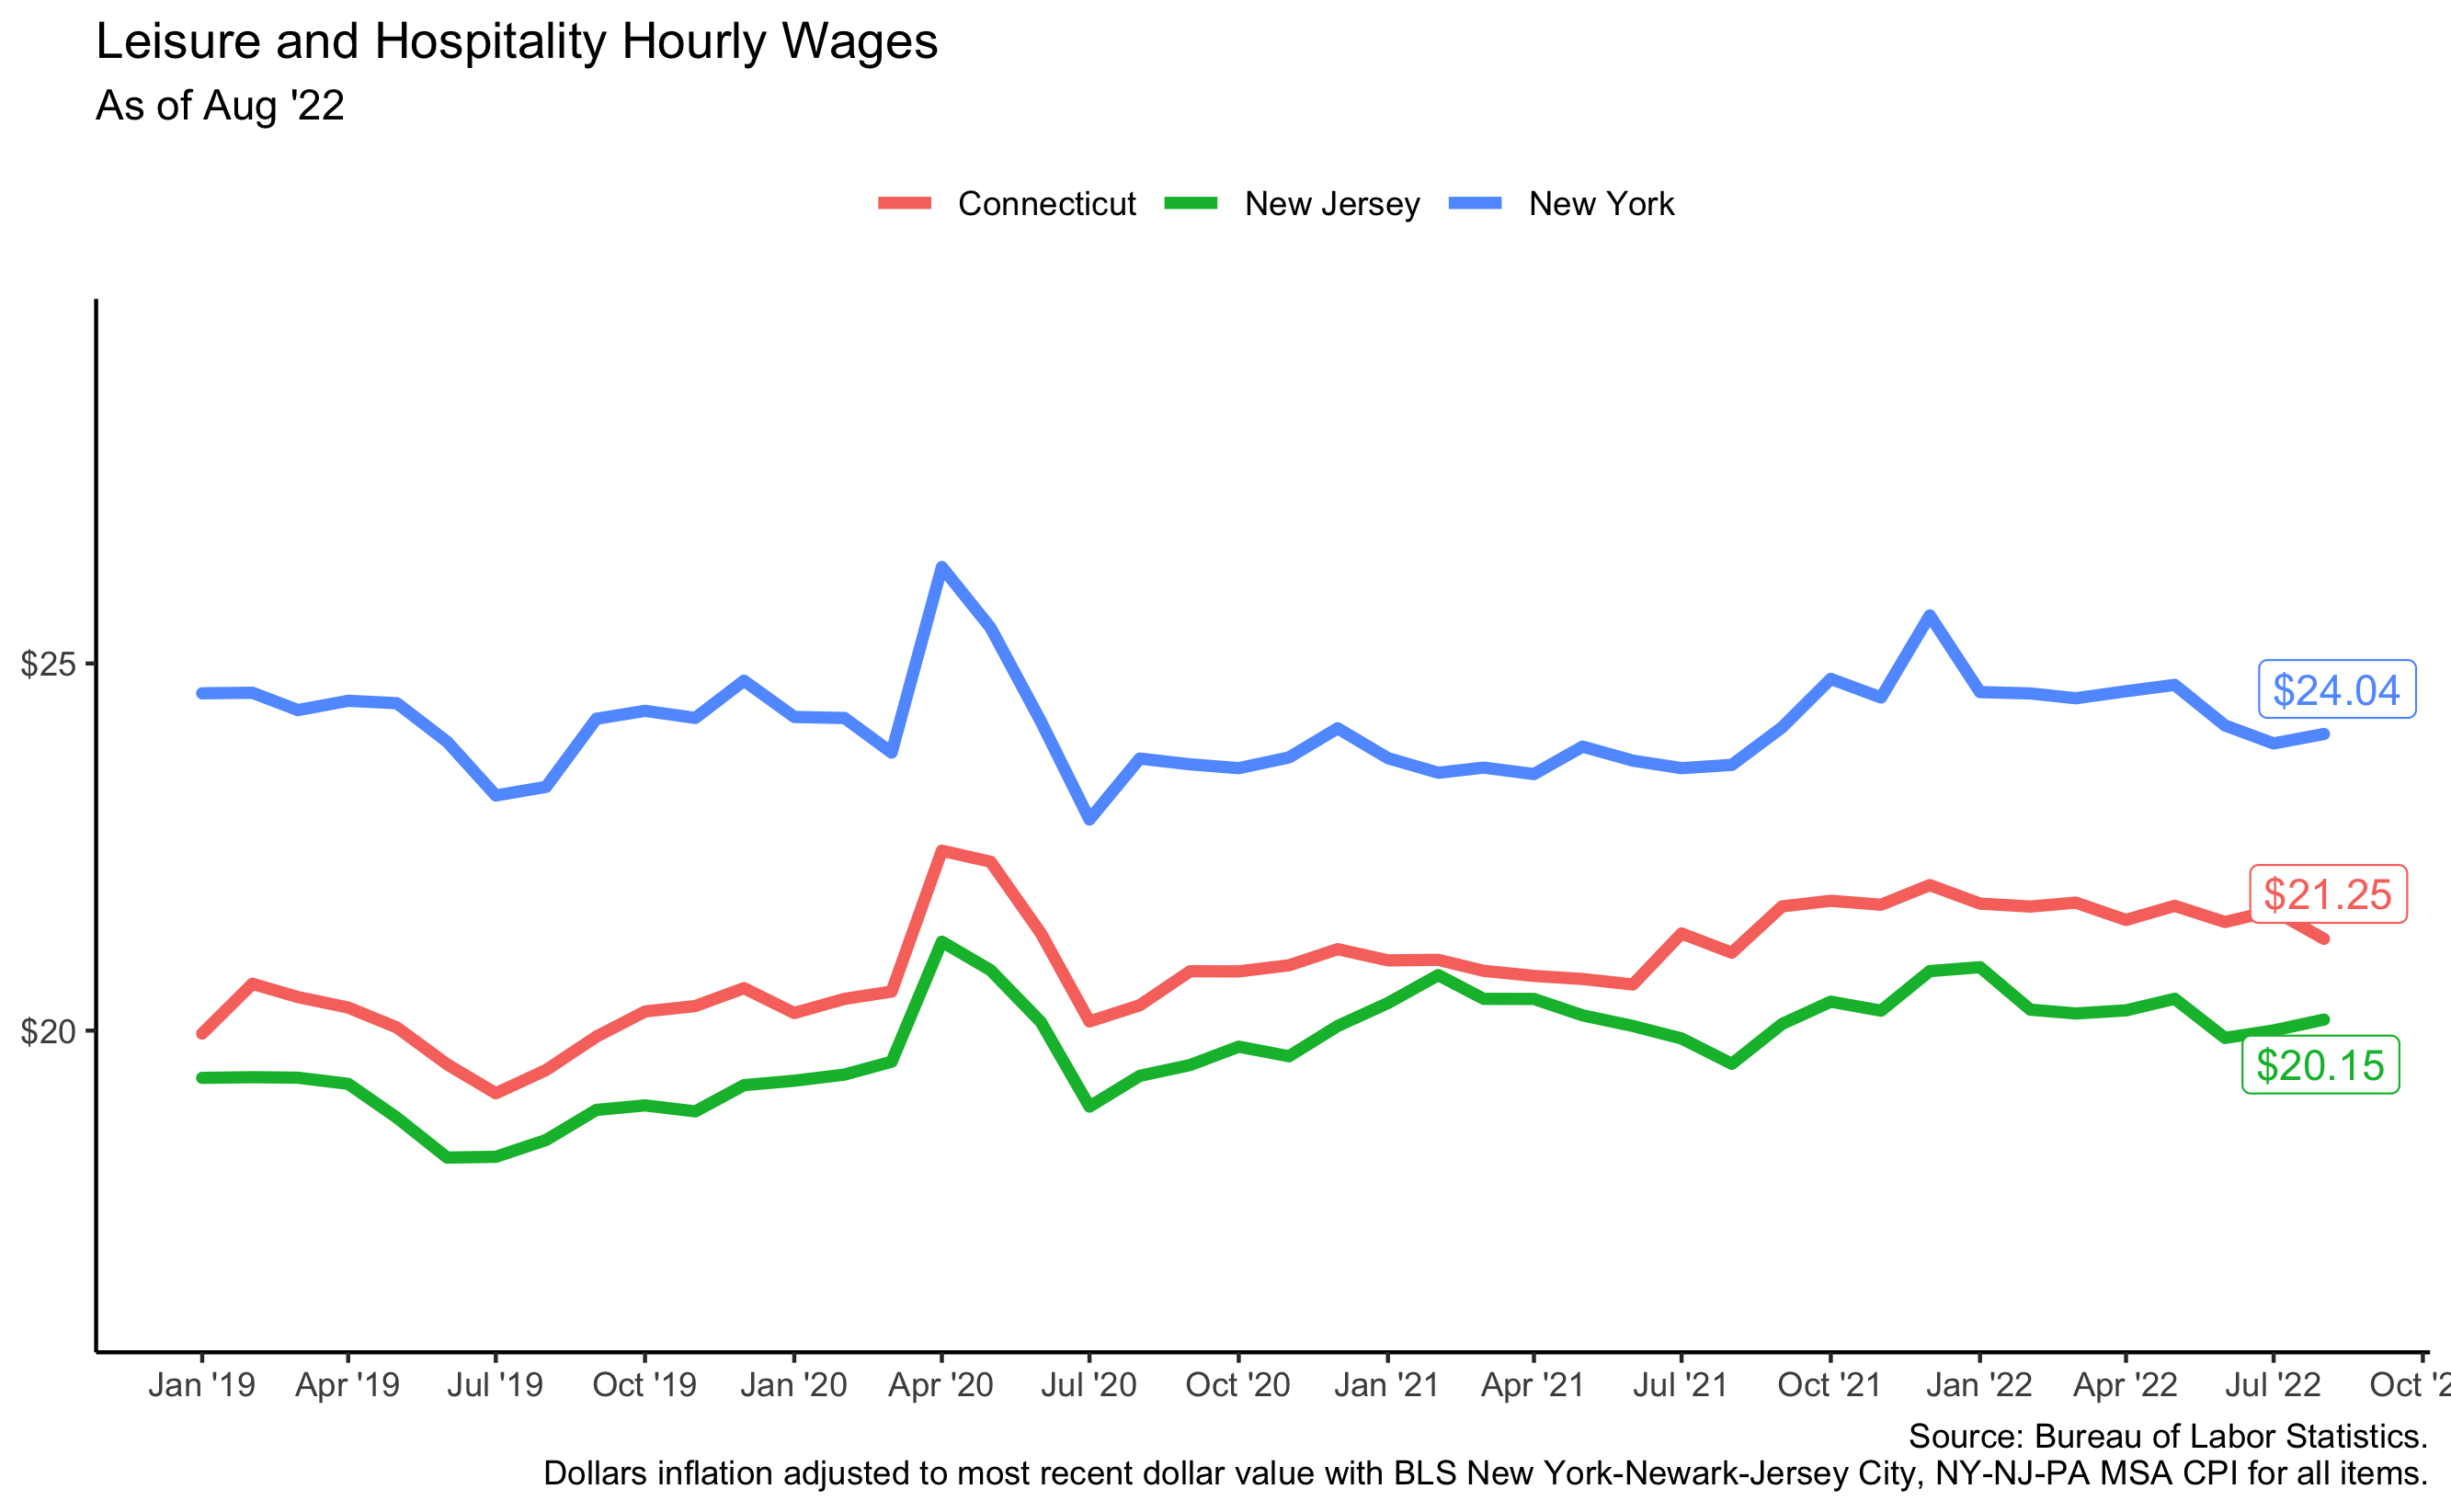 Leisure and Hospitality Hourly Wages
As of Aug '22
Connecticut New Jersey New York
$25
$24.04
$21.25
$20
$20.15
Jan '19 Apr '19 Jul '19 Oct '19 Jan '20 Apr '20 Jul '20 Oct '20 Jan '21 Apr '21 Jul '21 Oct '21 Jan '22 Apr '22 Jul '22 Oct '2
Source: Bureau of Labor Statistics.
Dollars inflation adjusted to most recent dollar value with BLS New York-Newark-Jersey City, NY-NJ-PA MSA CPI for all items.